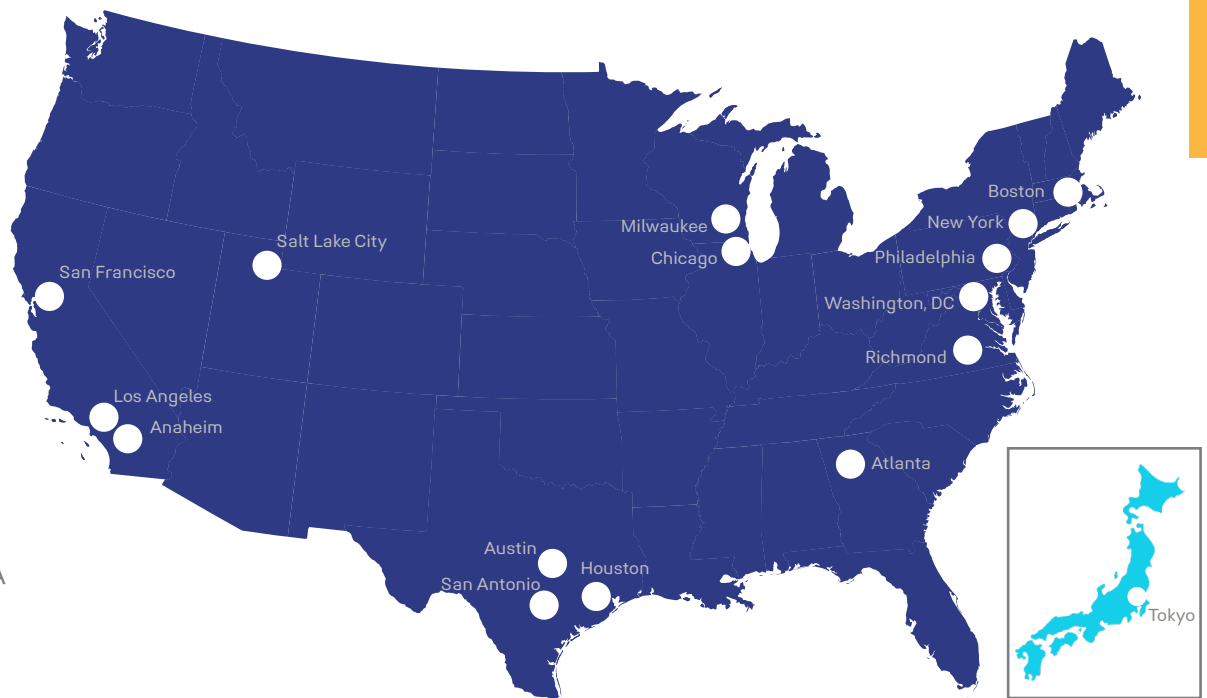 Boston
New York
Milwaukee
Salt Lake City
Chicago
Philadelphia
San Francisco
Washington, DC
Richmond
Los Angeles
Anaheim
Atlanta
Austin
Houston
San Antonio
A
Tokyo